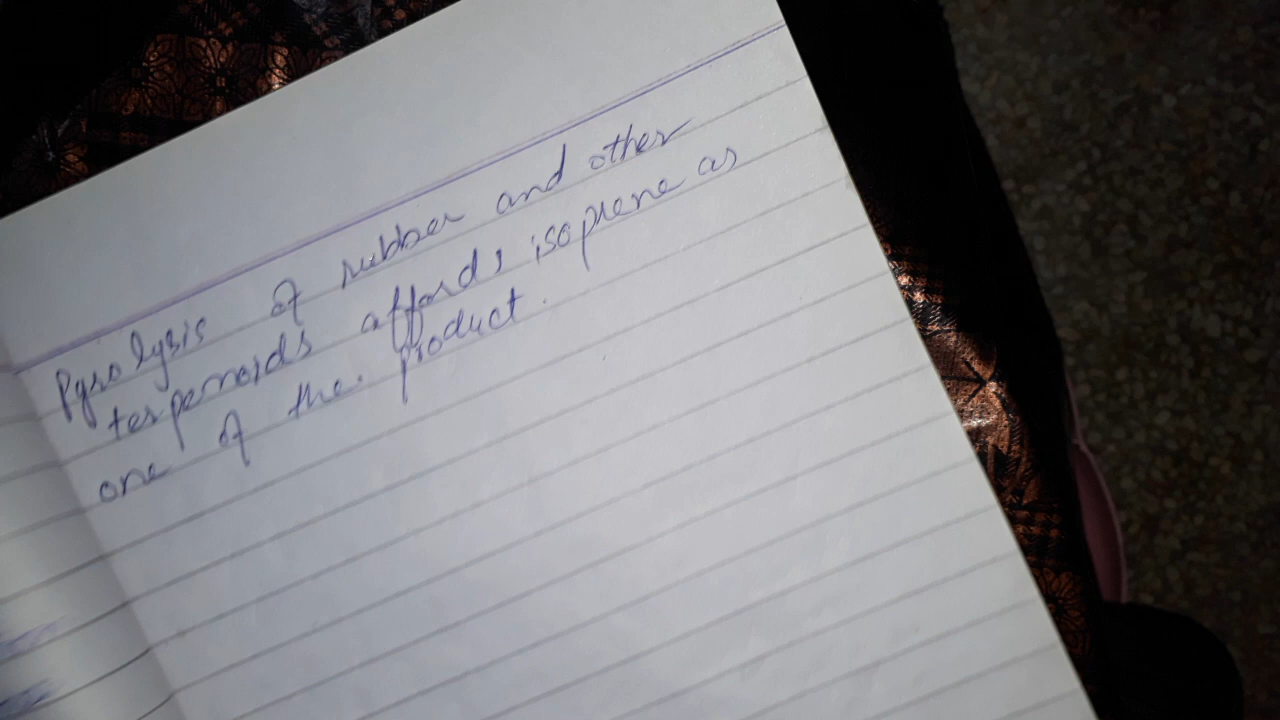 Pyrolysis of rubber and other
terpenoids affords isoprene as
one of the product.